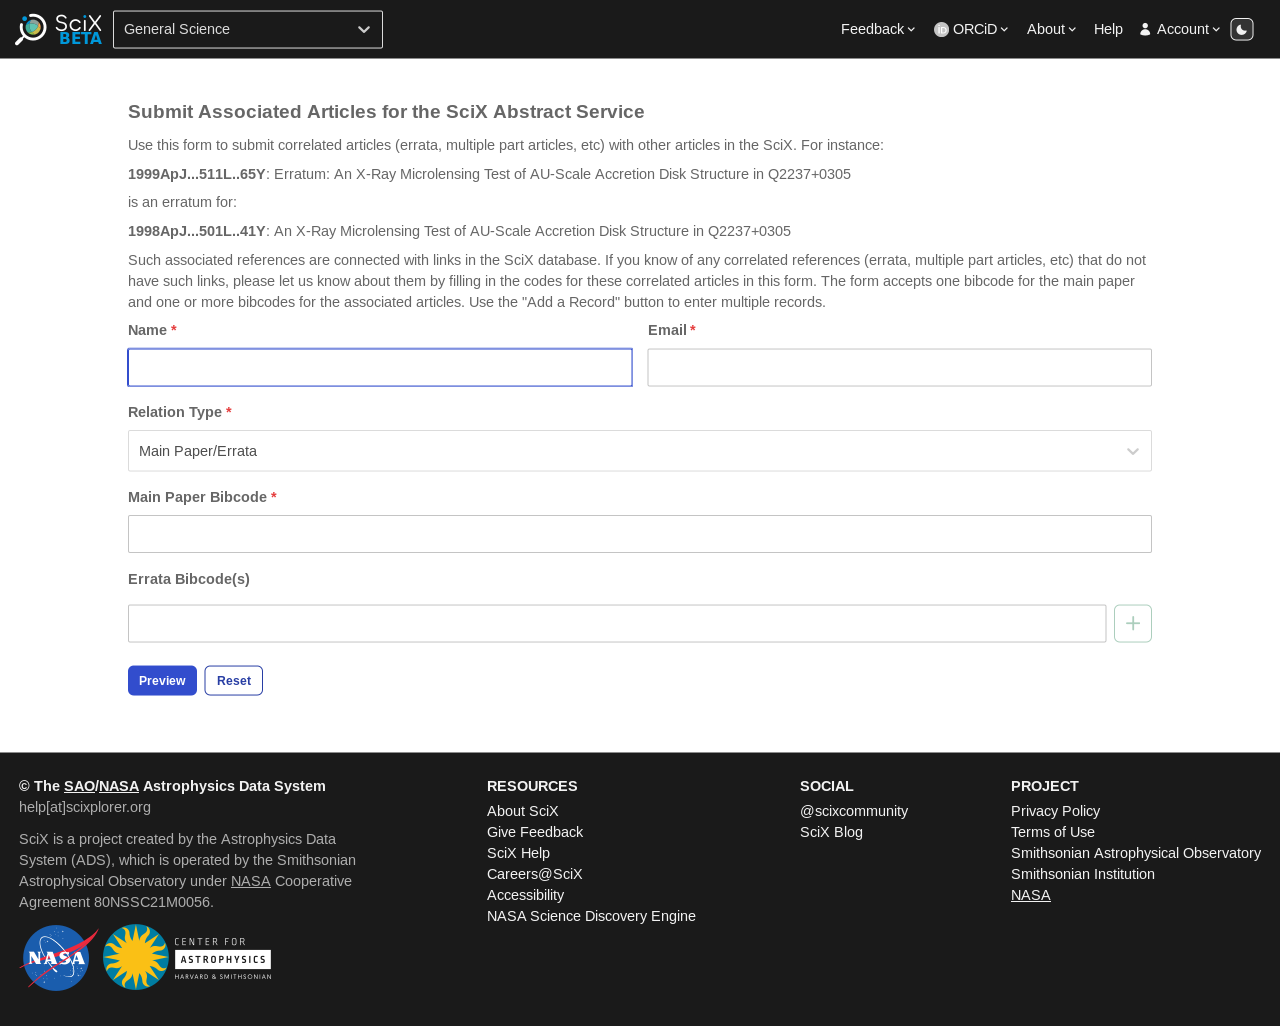 SciX
BETA
General Science
Feedback
iD ORCiD
About
Help
Account
Submit Associated Articles for the SciX Abstract Service
Use this form to submit correlated articles (errata, multiple part articles, etc) with other articles in the SciX. For instance:
1999ApJ...511L..65Y: Erratum: An X-Ray Microlensing Test of AU-Scale Accretion Disk Structure in Q2237+0305
is an erratum for:
1998ApJ...501L..41Y: An X-Ray Microlensing Test of AU-Scale Accretion Disk Structure in Q2237+0305
Such associated references are connected with links in the SciX database. If you know of any correlated references (errata, multiple part articles, etc) that do not
have such links, please let us know about them by filling in the codes for these correlated articles in this form. The form accepts one bibcode for the main paper
and one or more bibcodes for the associated articles. Use the "Add a Record" button to enter multiple records.
Name *
Email *
Relation Type *
Main Paper/Errata
Main Paper Bibcode *
Errata Bibcode(s)
Preview
Reset
© The SAO/NASA Astrophysics Data System
help[at]scixplorer.org
SciX is a project created by the Astrophysics Data
System (ADS), which is operated by the Smithsonian
Astrophysical Observatory under NASA Cooperative
Agreement 80NSSC21M0056.
NASA
CENTER FOR
ASTROPHYSICS
HARVARD & SMITHSONIAN
RESOURCES
About SciX
Give Feedback
SciX Help
Careers@SciX
Accessibility
NASA Science Discovery Engine
SOCIAL
@scixcommunity
SciX Blog
PROJECT
Privacy Policy
Terms of Use
Smithsonian Astrophysical Observatory
Smithsonian Institution
NASA